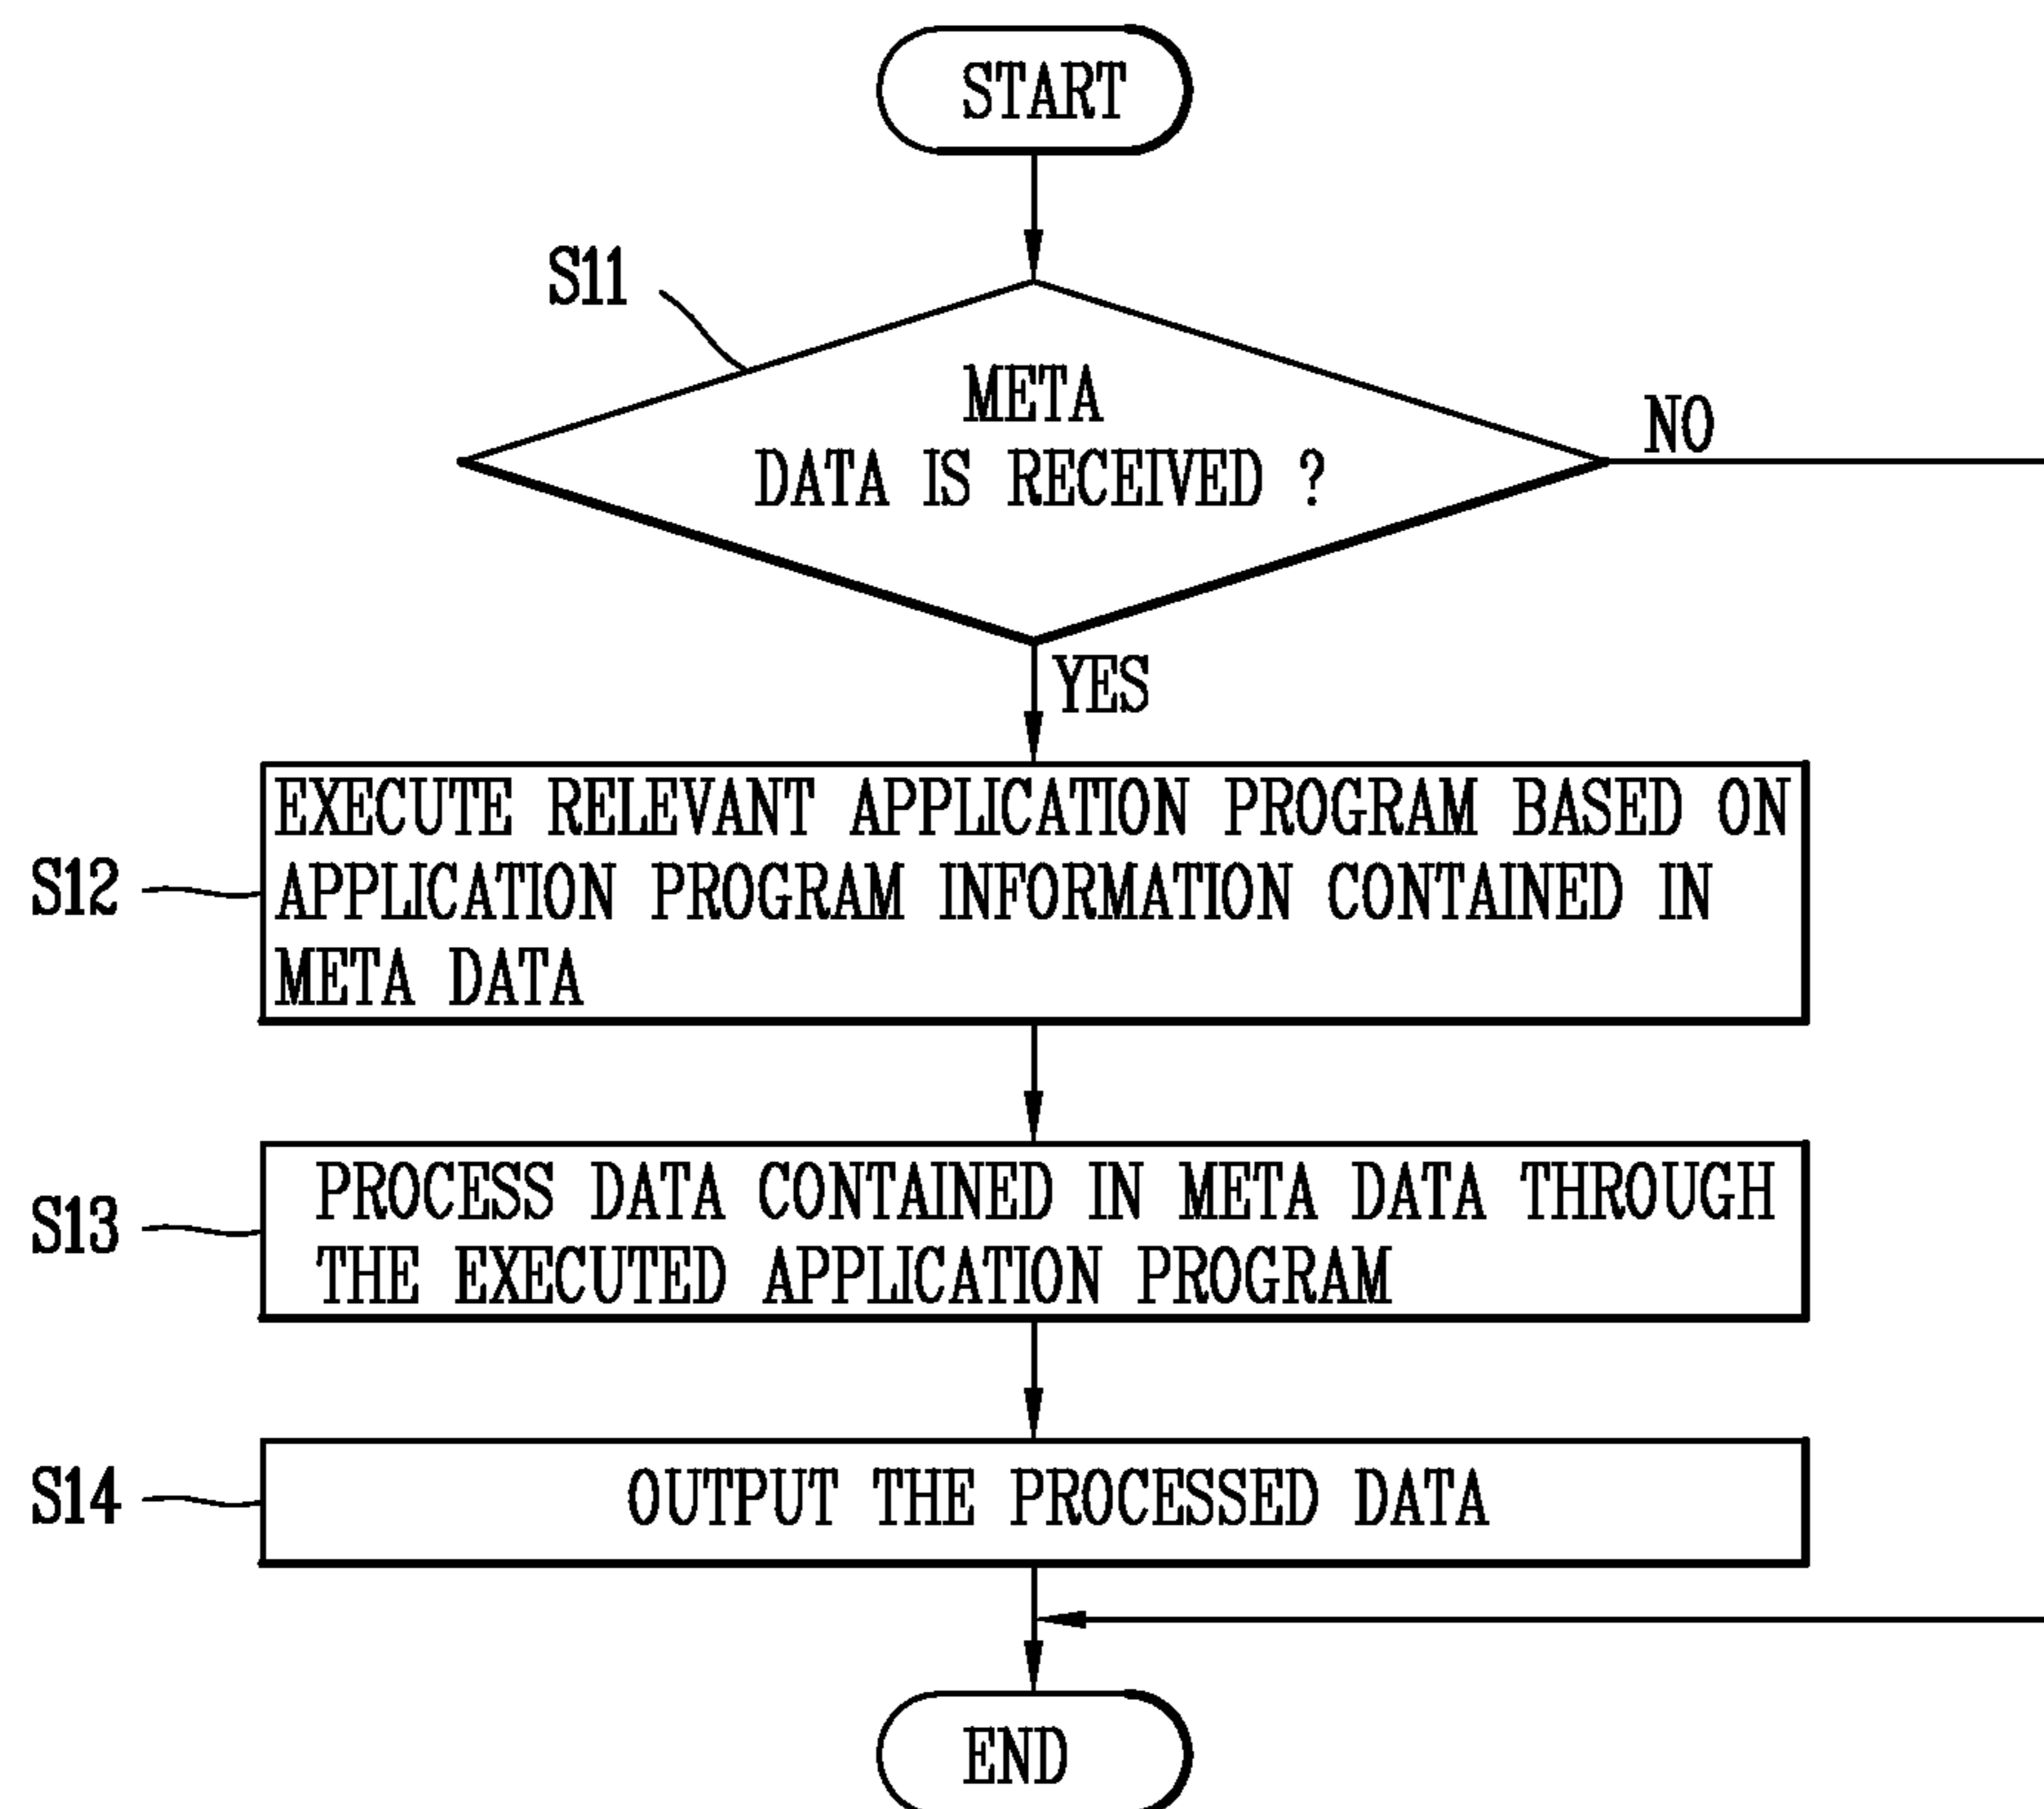 START
S11
META
DATA IS RECEIVED ?
NO
YES
S12
EXECUTE RELEVANT APPLICATION PROGRAM BASED ON
APPLICATION PROGRAM INFORMATION CONTAINED IN
META DATA
S13
PROCESS DATA CONTAINED IN META DATA THROUGH
THE EXECUTED APPLICATION PROGRAM
S14
OUTPUT THE PROCESSED DATA
END